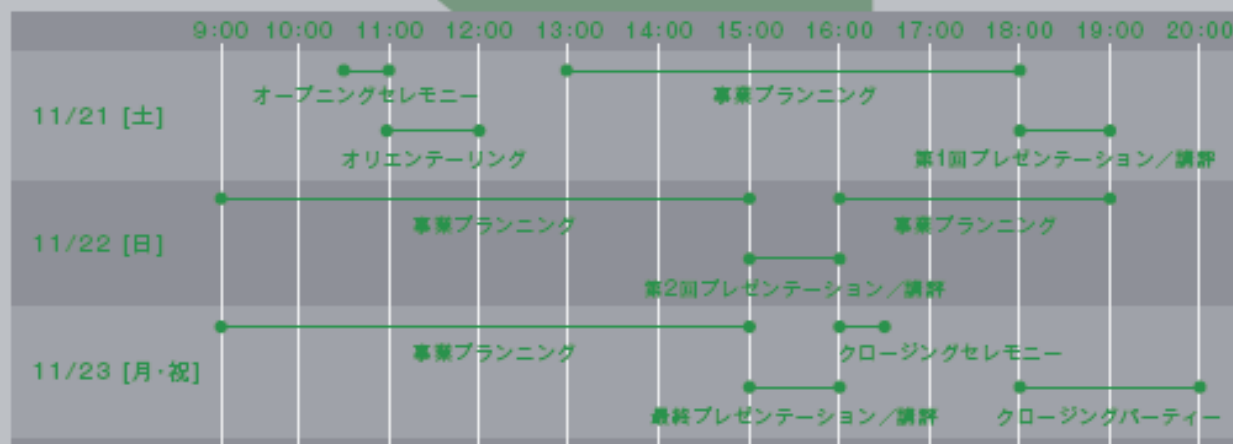 9:00 10:00 11:00 12:00 13:00 14:00 15:00 16:00 17:00 18:00 19:00 20:00
オープニングセレモニー
事業プランニング
11/21 [土]
オリエンテーリング
第1回プレゼンテーション／講評
事業プランニング
事業プランニング
11/22 [日]
第2回プレゼンテーション／講評
事業プランニング
クロージングセレモニー
11/23 [月・祝]
最終プレゼンテーション／講評
クロージングパーティー